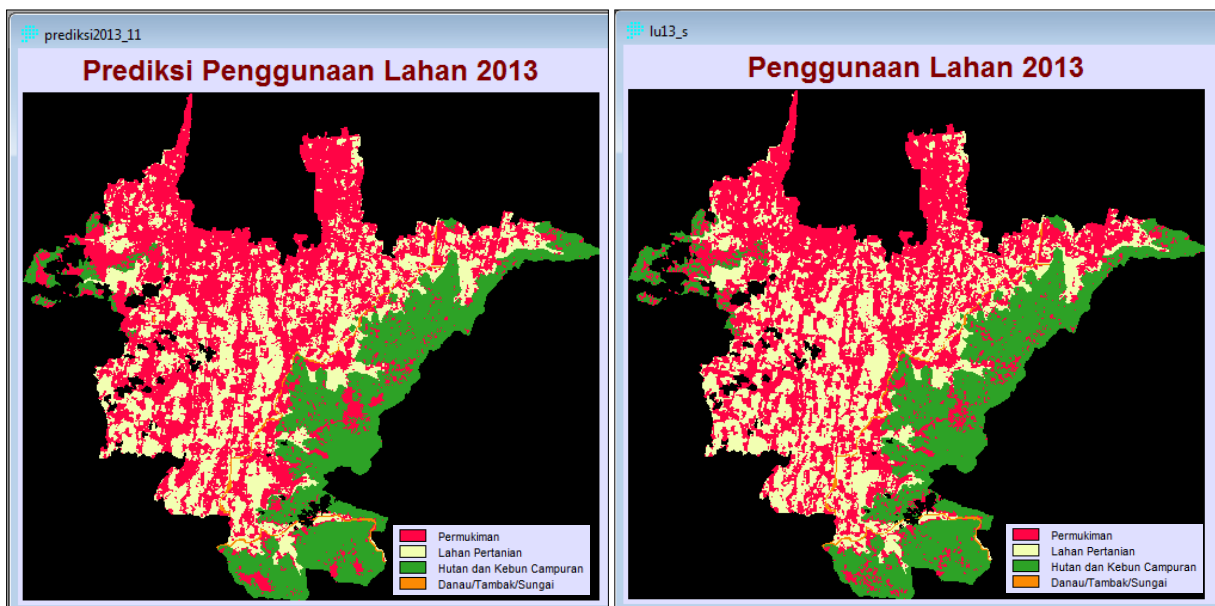 prediksi2013_11
Prediksi Penggunaan Lahan 2013
Permukiman
Lahan Pertanian
Hutan dan Kebun Campuran
Danau/Tambak/Sungai
lu13_s
Penggunaan Lahan 2013
Permukiman
Lahan Pertanian
Hutan dan Kebun Campuran
Danau/Tambak/Sungai